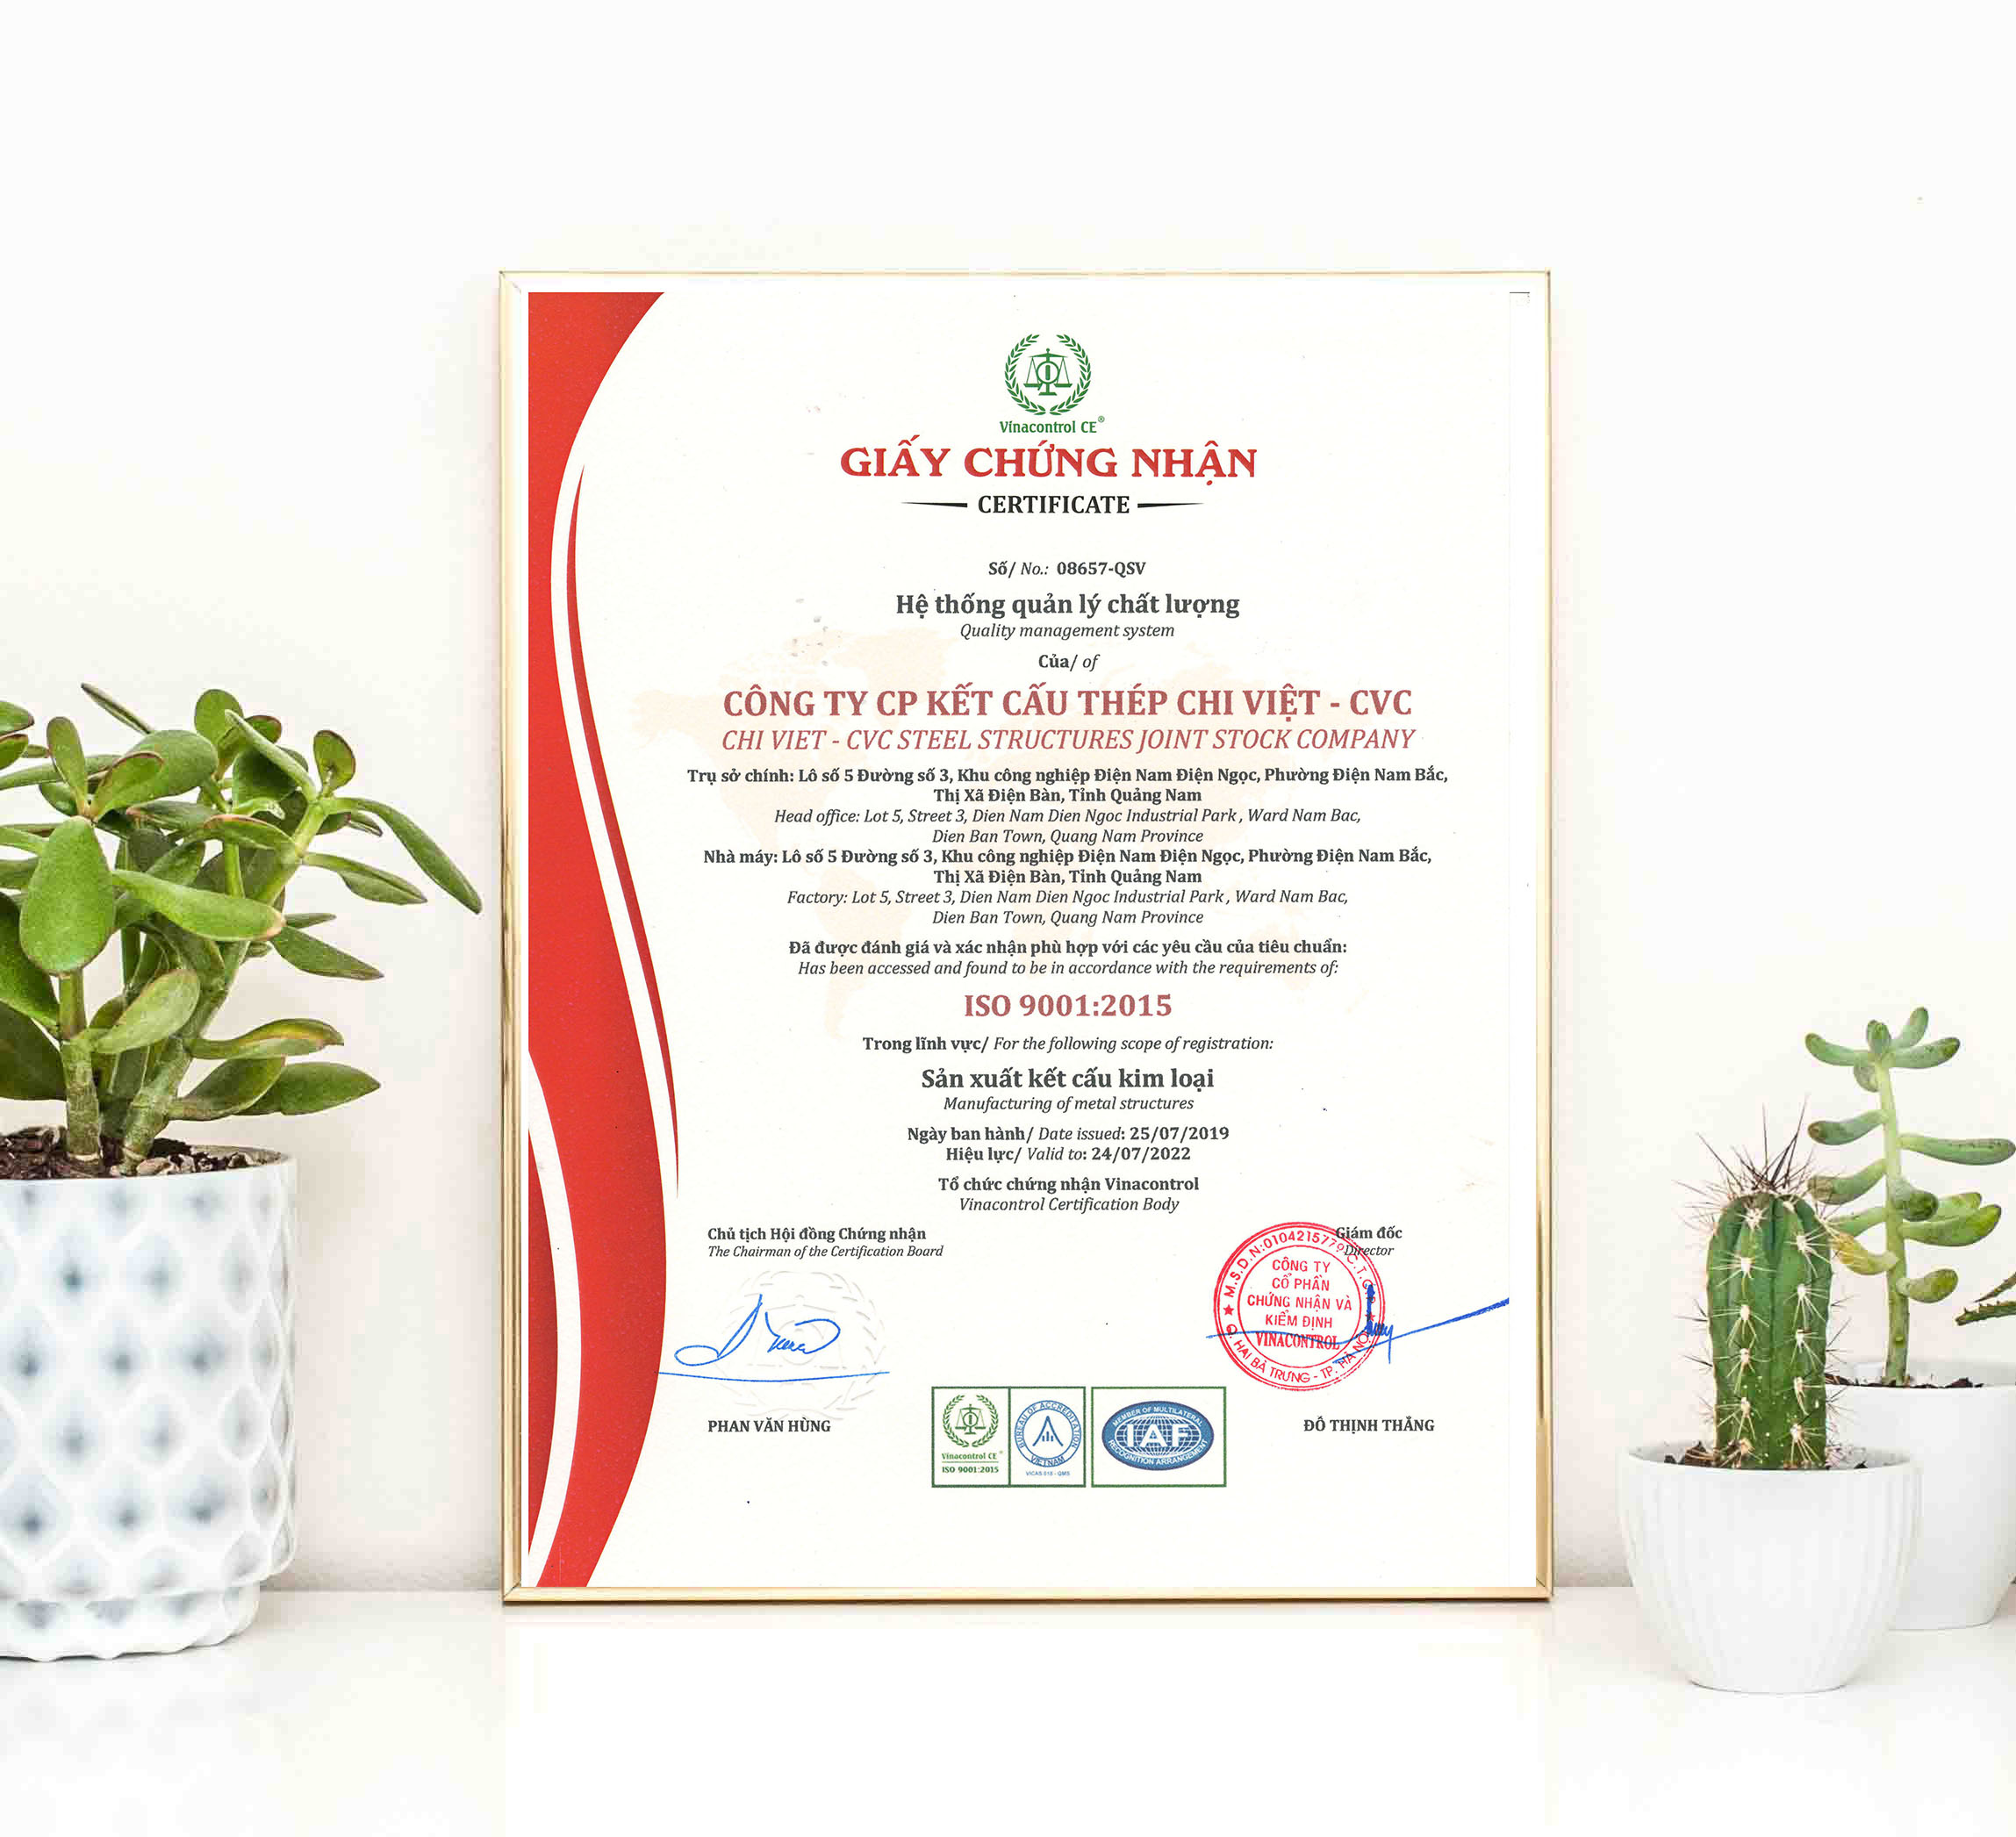 Vinacontrol CE®
GIẤY CHỨNG NHẬN
CERTIFICATE
Số/ No.: 08657-QSV
Hệ thống quản lý chất lượng
Quality management system
Của/ of
CÔNG TY CP KẾT CẤU THÉP CHI VIỆT - CVC
CHI VIET - CVC STEEL STRUCTURES JOINT STOCK COMPANY
Trụ sở chính: Lô số 5 Đường số 3, Khu công nghiệp Điện Nam Điện Ngọc, Phường Điện Nam Bắc,
Thị Xã Điện Bàn, Tỉnh Quảng Nam
Head office: Lot 5, Street 3, Dien Nam Dien Ngoc Industrial Park, Ward Nam Bac,
Dien Ban Town, Quang Nam Province
Nhà máy: Lô số 5 Đường số 3, Khu công nghiệp Điện Nam Điện Ngọc, Phường Điện Nam Bắc,
Thị Xã Điện Bàn, Tỉnh Quảng Nam
Factory: Lot 5, Street 3, Dien Nam Dien Ngoc Industrial Park, Ward Nam Bac,
Dien Ban Town, Quang Nam Province
Đã được đánh giá và xác nhận phù hợp với các yêu cầu của tiêu chuẩn:
Has been accessed and found to be in accordance with the requirements of:
ISO 9001:2015
Trong lĩnh vực/ For the following scope of registration:
Sản xuất kết cấu kim loại
Manufacturing of metal structures
Ngày ban hành/ Date issued: 25/07/2019
Hiệu lực/ Valid to: 24/07/2022
Tổ chức chứng nhận Vinacontrol
Vinacontrol Certification Body
Chủ tịch Hội đồng Chứng nhận
The Chairman of the Certification Board
Giám đốc
Director
M.S.D.N:0104215779
CÔNG TY
CỔ PHẦN
CHỨNG NHẬN VÀ
KIỂM ĐỊNH
VINACONTROL
Q. HAI BÀ TRƯNG - TP. HÀ NỘI
PHAN VĂN HÙNG
ĐỖ THỊNH THẮNG
Vinacontrol CE®
ISO 9001:2015
BUREAU OF ACCREDITATION
VIETNAM
VICAS 018 - QMS
MEMBER OF MULTILATERAL
IAF
RECOGNITION ARRANGEMENT